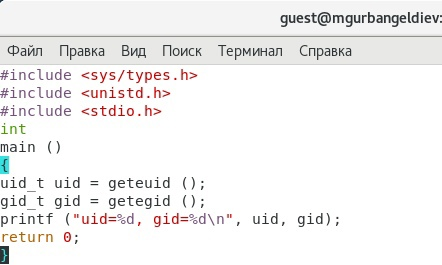 guest@mgurbangeldiev:
Файл Правка Вид Поиск Терминал Справка
#include <sys/types.h>
#include <unistd.h>
#include <stdio.h>
int
main ()
{
uid_t uid = geteuid ();
gid_t gid = getegid ();
printf ("uid=%d, gid=%d\n", uid, gid);
return 0;
}